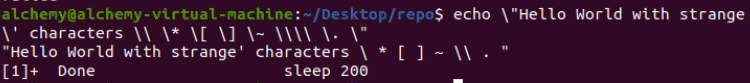 alchemy@alchemy-virtual-machine:~/Desktop/repo$ echo \"Hello World with strange
\' characters \\ \* \[ \] \~ \\\\ \. \"
"Hello World with strange' characters \ * [ ] ~ \\ . "
[1]+  Done                    sleep 200